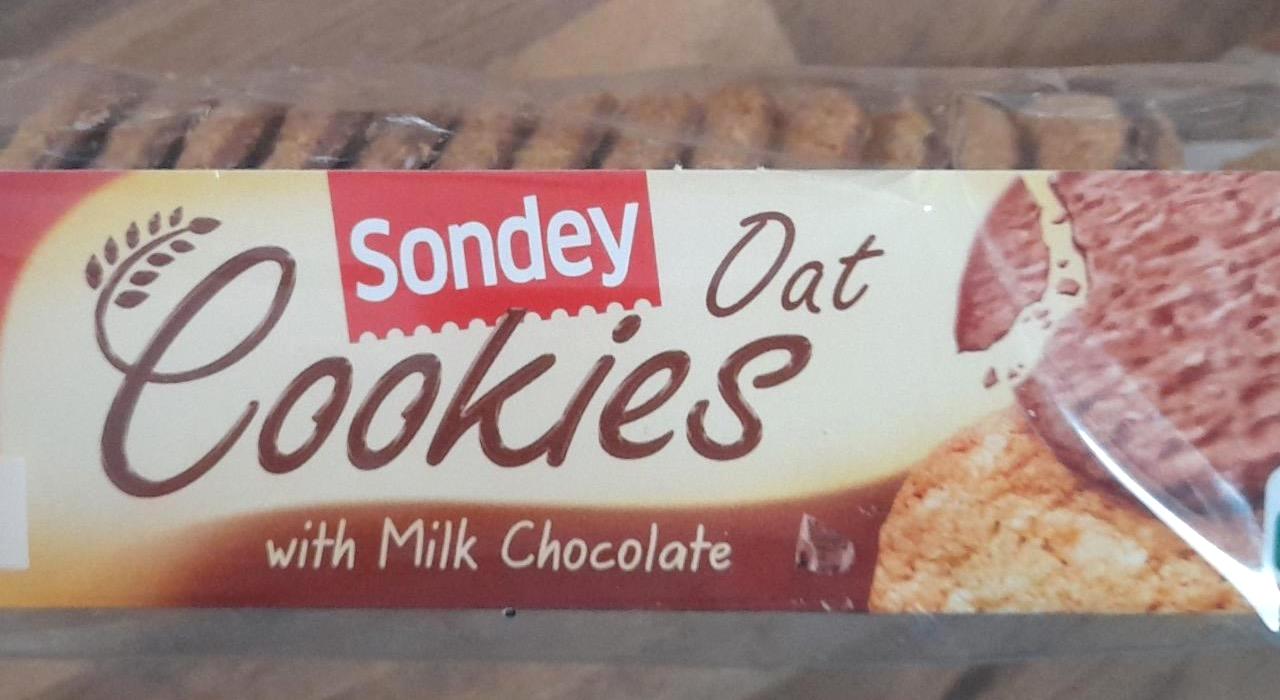 Sondey
Oat
Cookies
with Milk Chocolate